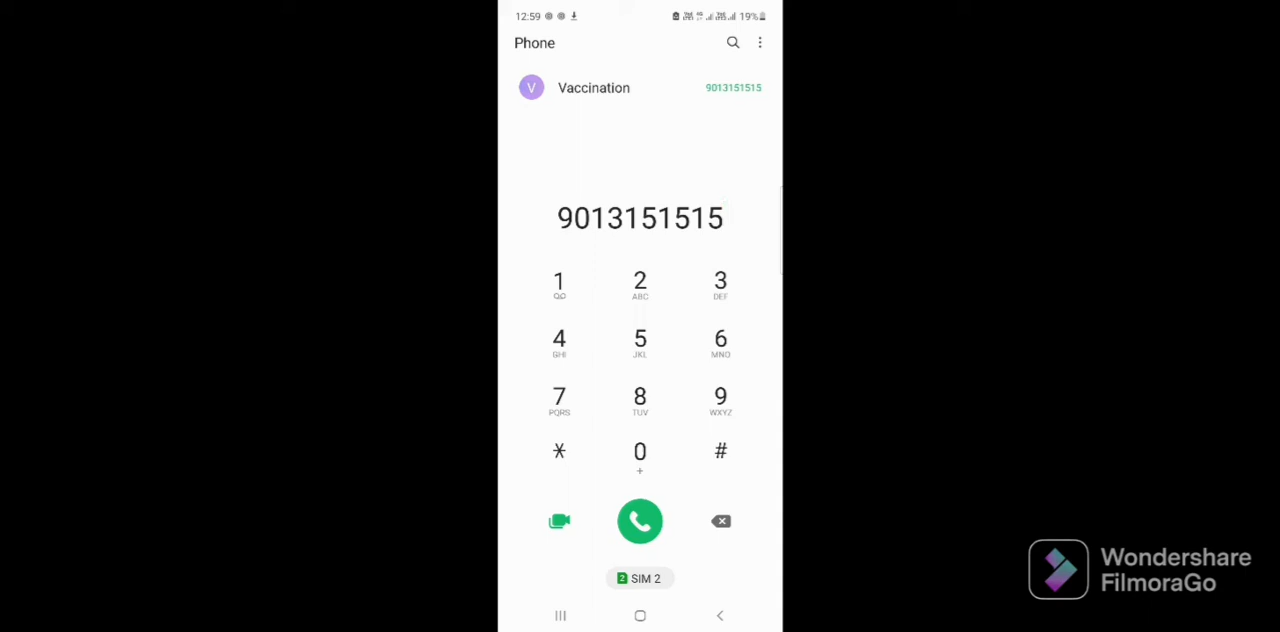 12:59 19%
Phone
V Vaccination 9013151515
9013151515
1 2 3
ABC DEF
4 5 6
GHI JKL MNO
7 8 9
PQRS TUV WXYZ
* 0 #
+
2 SIM 2
Wondershare
FilmoraGo